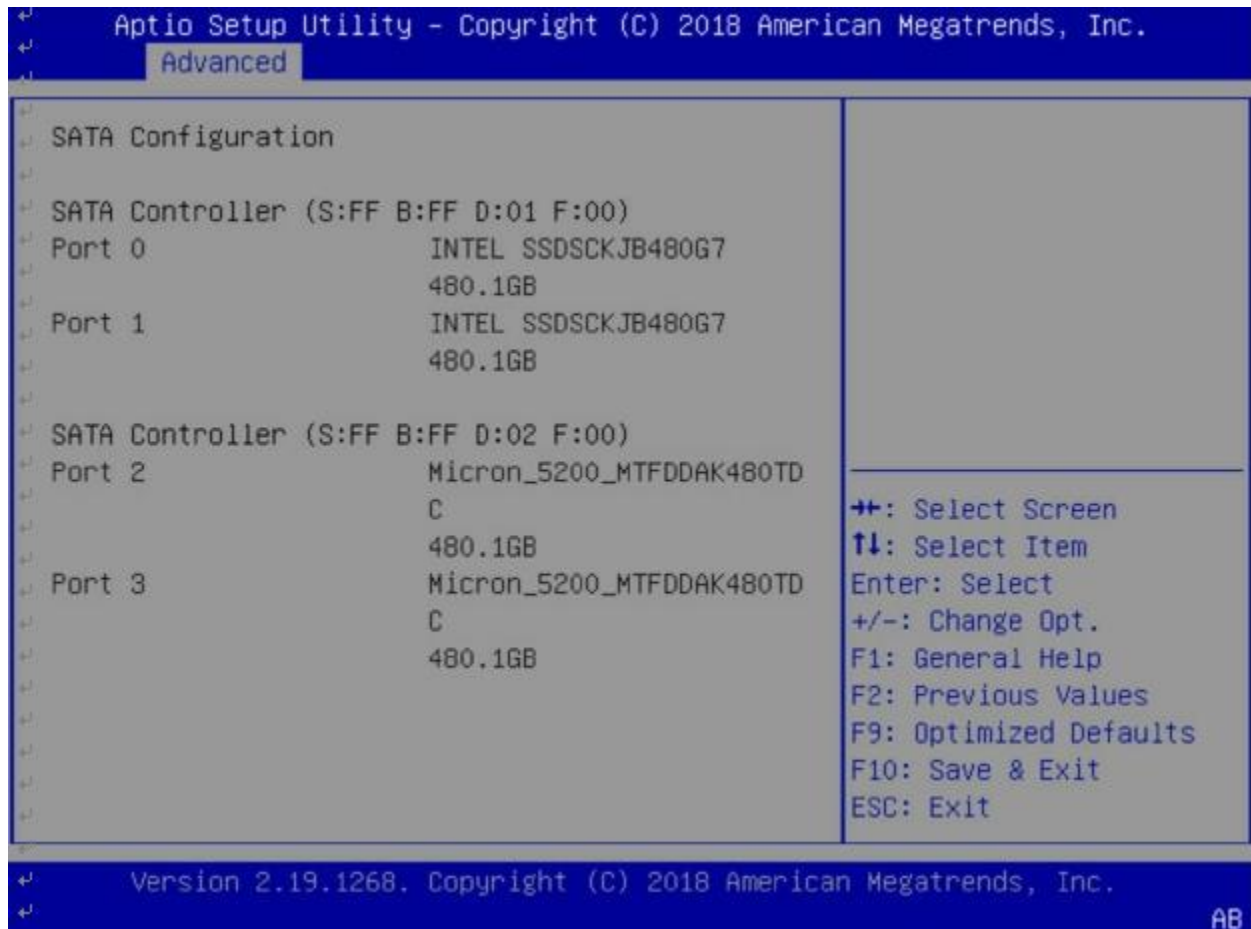 Aptio Setup Utility – Copyright (C) 2018 American Megatrends, Inc.
Advanced
SATA Configuration
SATA Controller (S:FF B:FF D:01 F:00)
Port 0 INTEL SSDSCKJB480G7
480.1GB
Port 1 INTEL SSDSCKJB480G7
480.1GB
SATA Controller (S:FF B:FF D:02 F:00)
Port 2 Micron_5200_MTFDDAK480TD
C
480.1GB
Port 3 Micron_5200_MTFDDAK480TD
C
480.1GB
→←: Select Screen
↑↓: Select Item
Enter: Select
+/-: Change Opt.
F1: General Help
F2: Previous Values
F9: Optimized Defaults
F10: Save & Exit
ESC: Exit
Version 2.19.1268. Copyright (C) 2018 American Megatrends, Inc.
AB